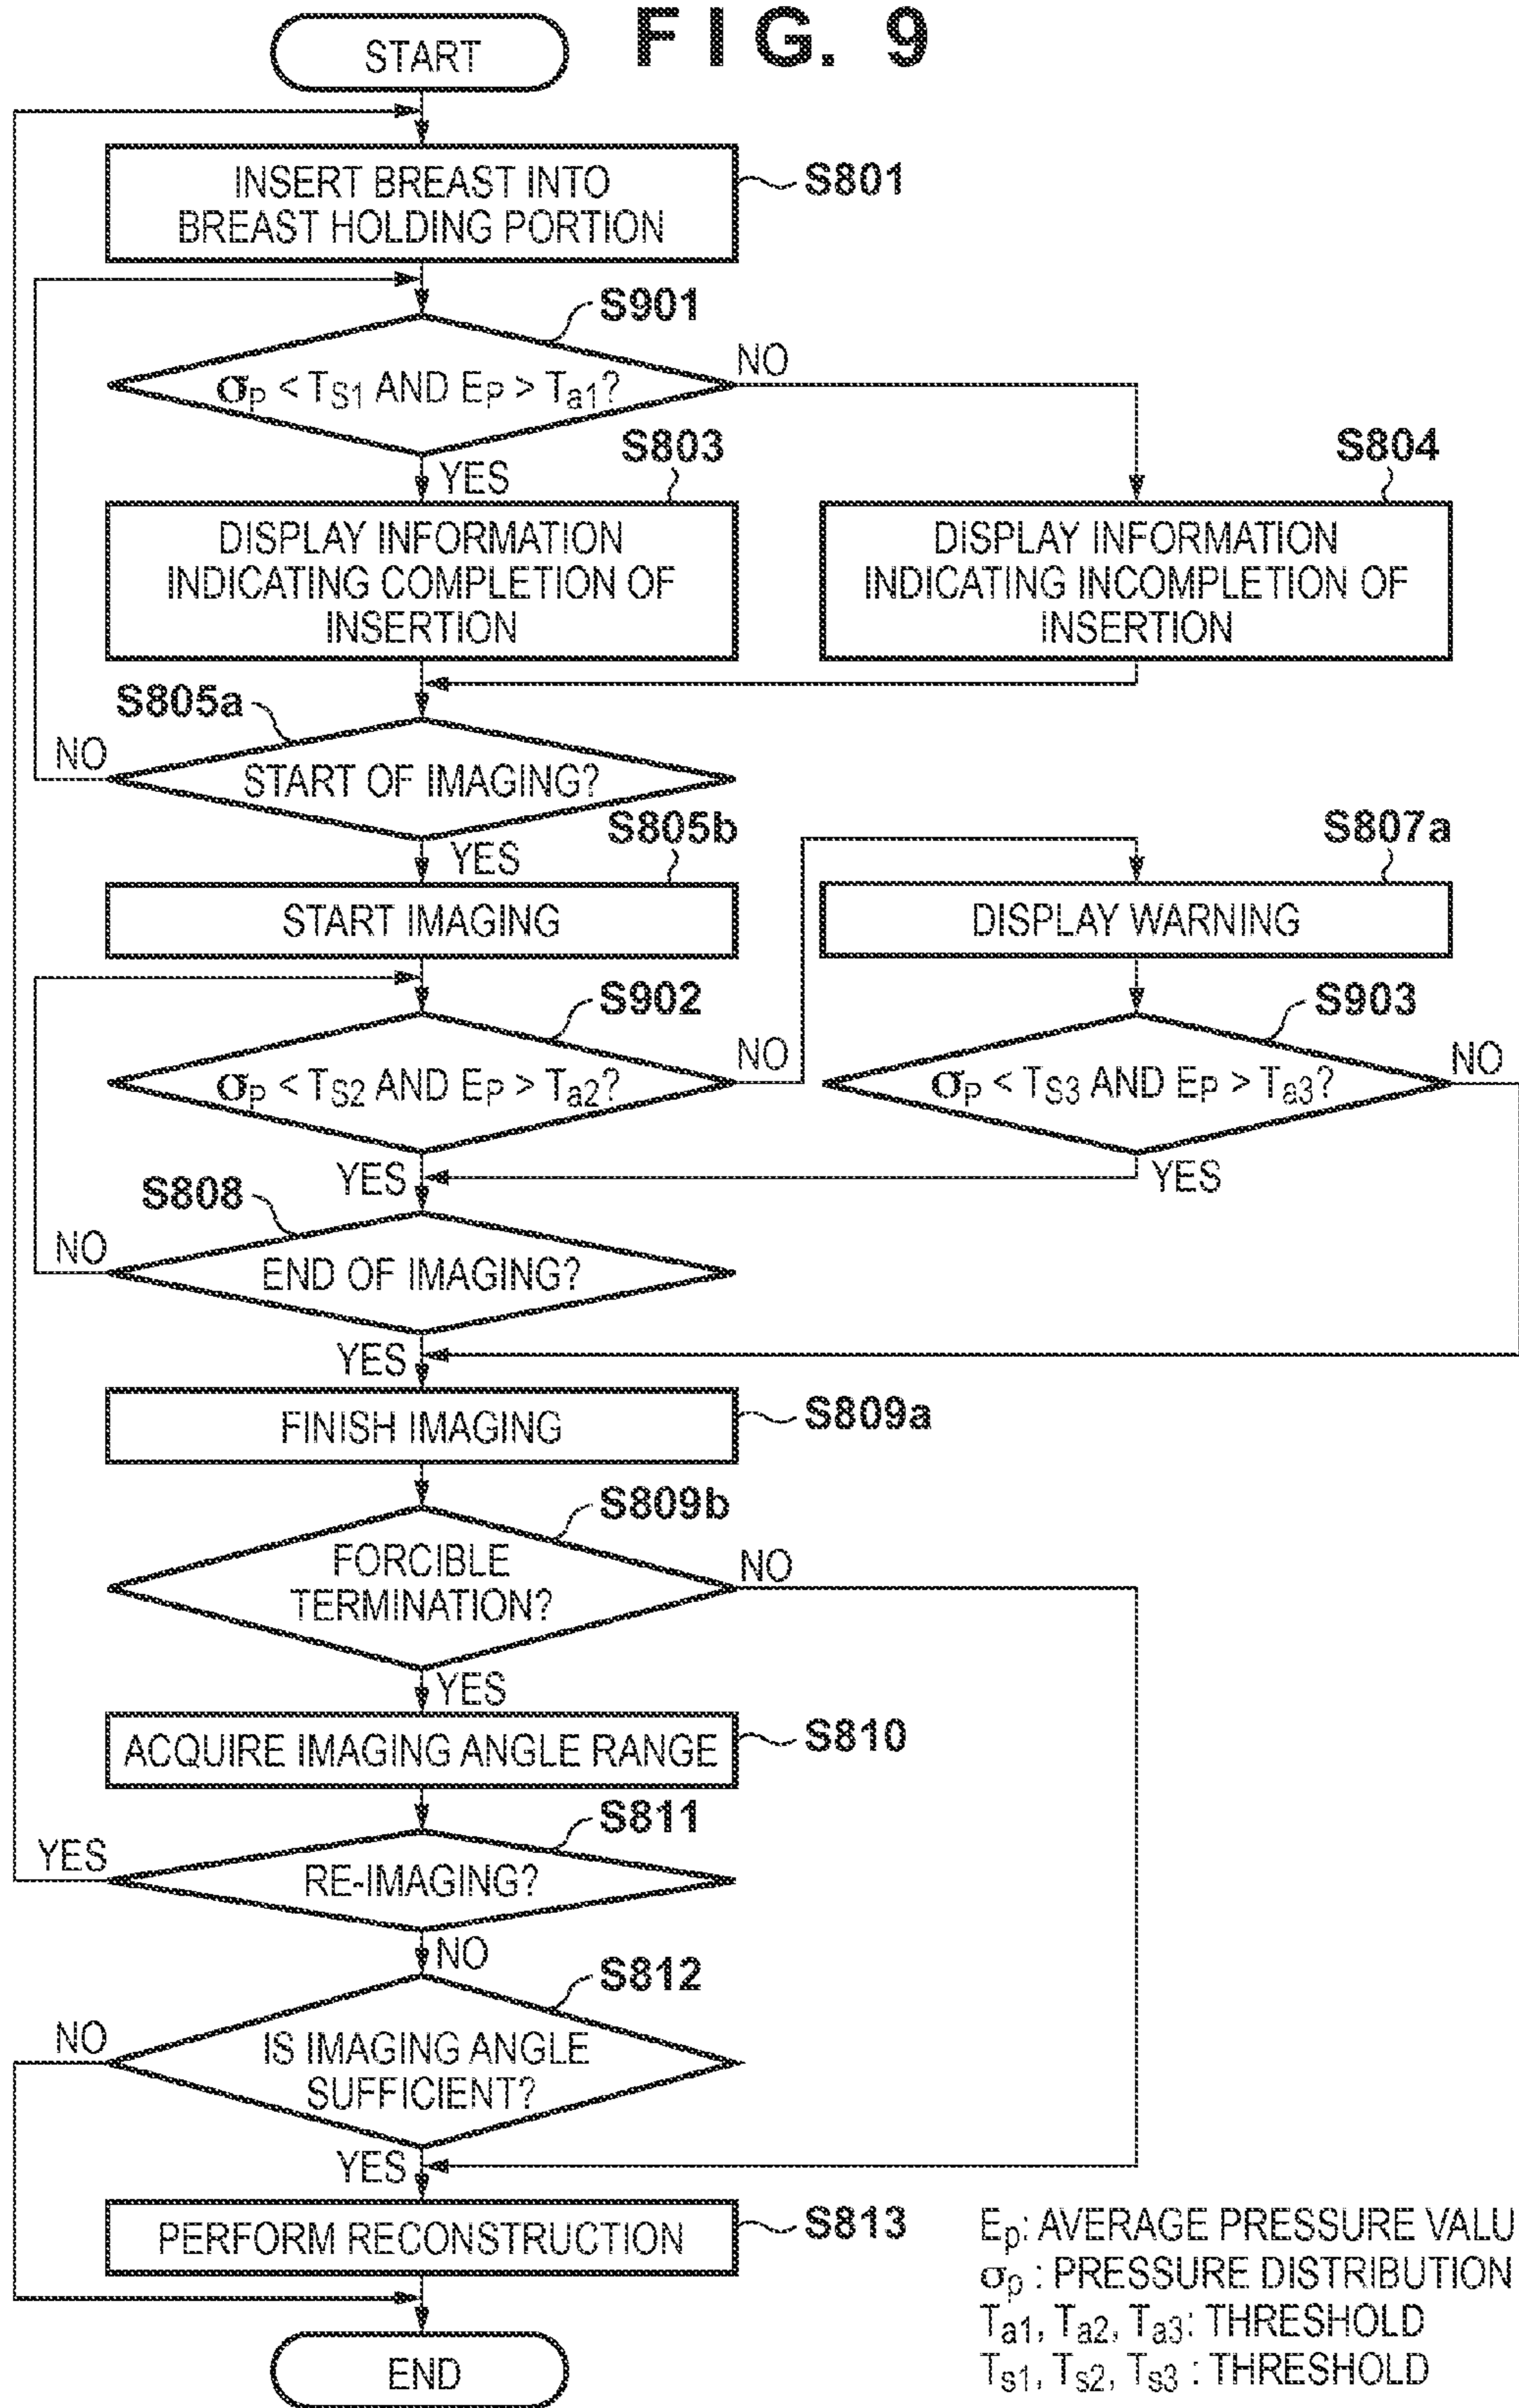 FIG. 9
START
INSERT BREAST INTO
BREAST HOLDING PORTION
S801
S901
σp < TS1 AND EP > Ta1?
NO
YES
S803
DISPLAY INFORMATION
INDICATING COMPLETION OF
INSERTION
S804
DISPLAY INFORMATION
INDICATING INCOMPLETION OF
INSERTION
S805a
START OF IMAGING?
NO
YES
S805b
START IMAGING
S807a
DISPLAY WARNING
S902
σp < TS2 AND EP > Ta2?
NO
YES
S903
σp < TS3 AND EP > Ta3?
NO
YES
S808
END OF IMAGING?
NO
YES
FINISH IMAGING
S809a
S809b
FORCIBLE
TERMINATION?
NO
YES
ACQUIRE IMAGING ANGLE RANGE
S810
S811
RE-IMAGING?
YES
NO
S812
IS IMAGING ANGLE
SUFFICIENT?
NO
YES
PERFORM RECONSTRUCTION
S813
END
Ep: AVERAGE PRESSURE VALU
σp : PRESSURE DISTRIBUTION
Ta1, Ta2, Ta3: THRESHOLD
Ts1, Ts2, Ts3 : THRESHOLD